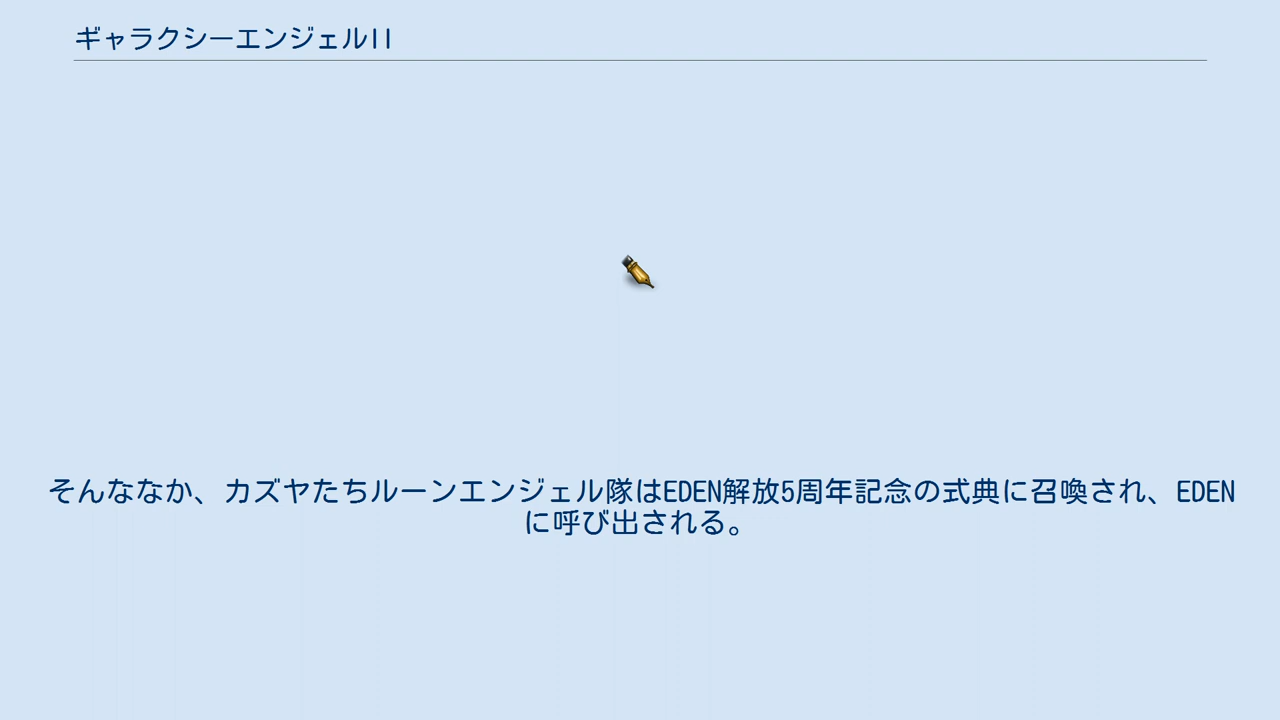 ギャラクシーエンジェルII
そんななか、カズヤたちルーンエンジェル隊はEDEN解放5周年記念の式典に召喚され、EDEN
に呼び出される。